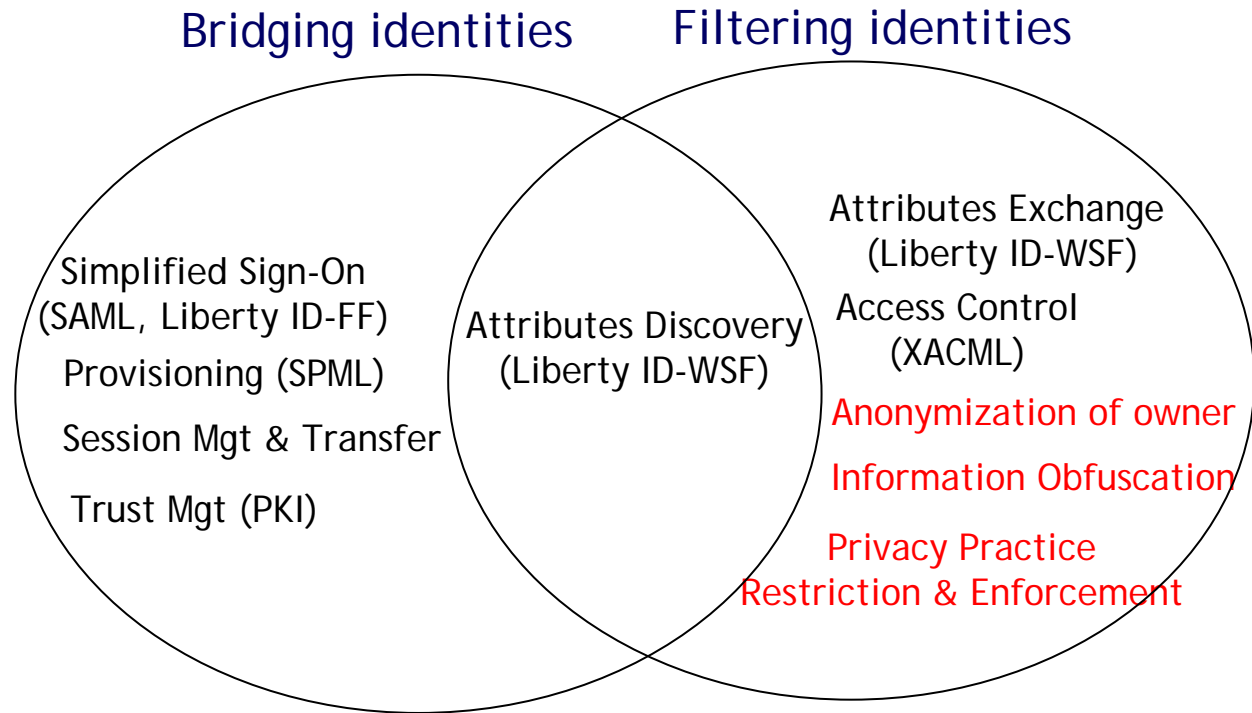 Bridging identities
Filtering identities
Simplified Sign-On
(SAML, Liberty ID-FF)
Provisioning (SPML)
Session Mgt & Transfer
Trust Mgt (PKI)
Attributes Discovery
(Liberty ID-WSF)
Attributes Exchange
(Liberty ID-WSF)
Access Control
(XACML)
Anonymization of owner
Information Obfuscation
Privacy Practice
Restriction & Enforcement